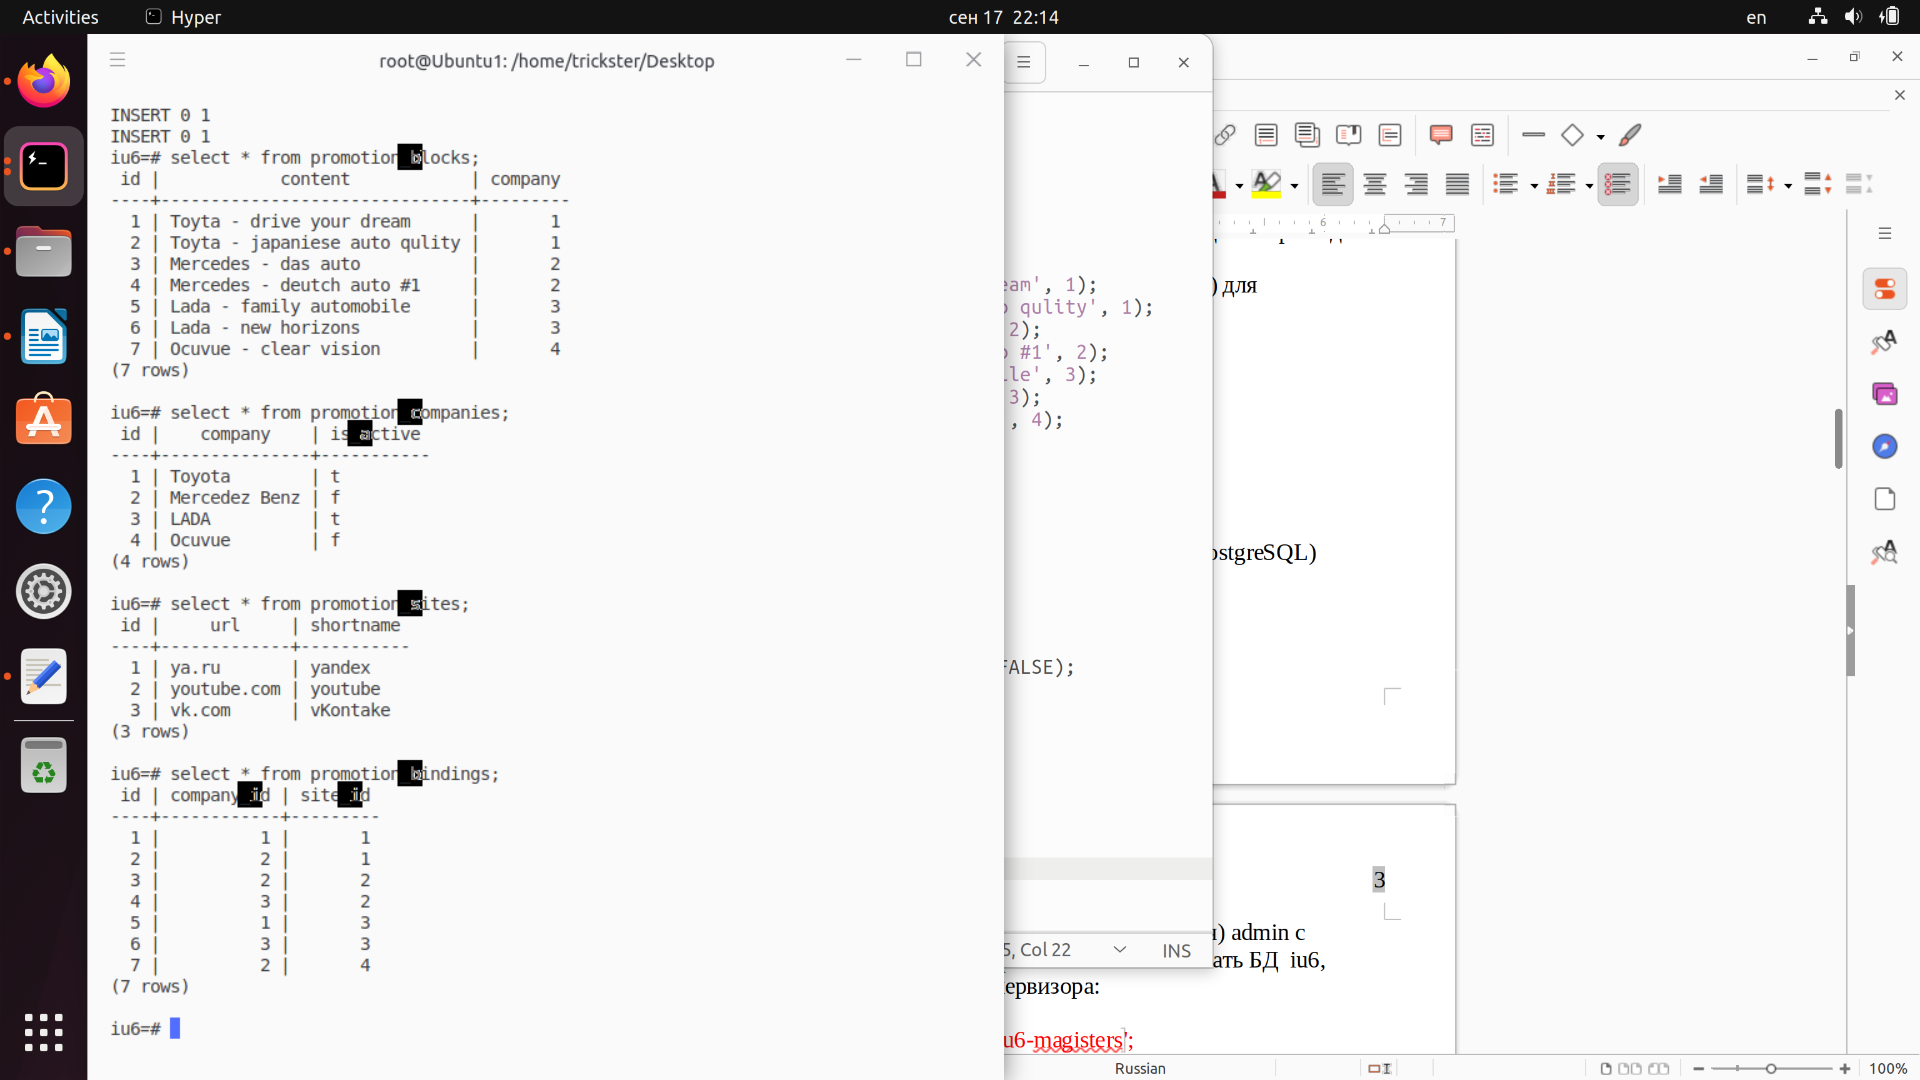 Activities
Hyper
сен 17 22:14
en
root@Ubuntu1: /home/trickster/Desktop
INSERT 0 1
INSERT 0 1
iu6=# select * from promotion_blocks;
id | content | company
----+-------------------------------+---------
1 | Toyta - drive your dream | 1
2 | Toyta - japaniese auto qulity | 1
3 | Mercedes - das auto | 2
4 | Mercedes - deutch auto #1 | 2
5 | Lada - family automobile | 3
6 | Lada - new horizons | 3
7 | Ocuvue - clear vision | 4
(7 rows)
iu6=# select * from promotion_companies;
id | company | is_active
----+---------------+-----------
1 | Toyota | t
2 | Mercedez Benz | f
3 | LADA | t
4 | Ocuvue | f
(4 rows)
iu6=# select * from promotion_sites;
id | url | shortname
----+-------------+-----------
1 | ya.ru | yandex
2 | youtube.com | youtube
3 | vk.com | vKontake
(3 rows)
iu6=# select * from promotion_bindings;
id | company_id | site_id
----+------------+---------
1 | 1 | 1
2 | 2 | 1
3 | 2 | 2
4 | 3 | 2
5 | 1 | 3
6 | 3 | 3
7 | 2 | 4
(7 rows)
iu6=#
eam', 1);
qulity', 1);
2);
#1', 2);
le', 3);
3);
, 4);
FALSE);
5, Col 22
INS
6 7
) для
ostgreSQL)
3
) admin с
ать БД iu6,
ервизора:
u6-magisters';
Russian
100%